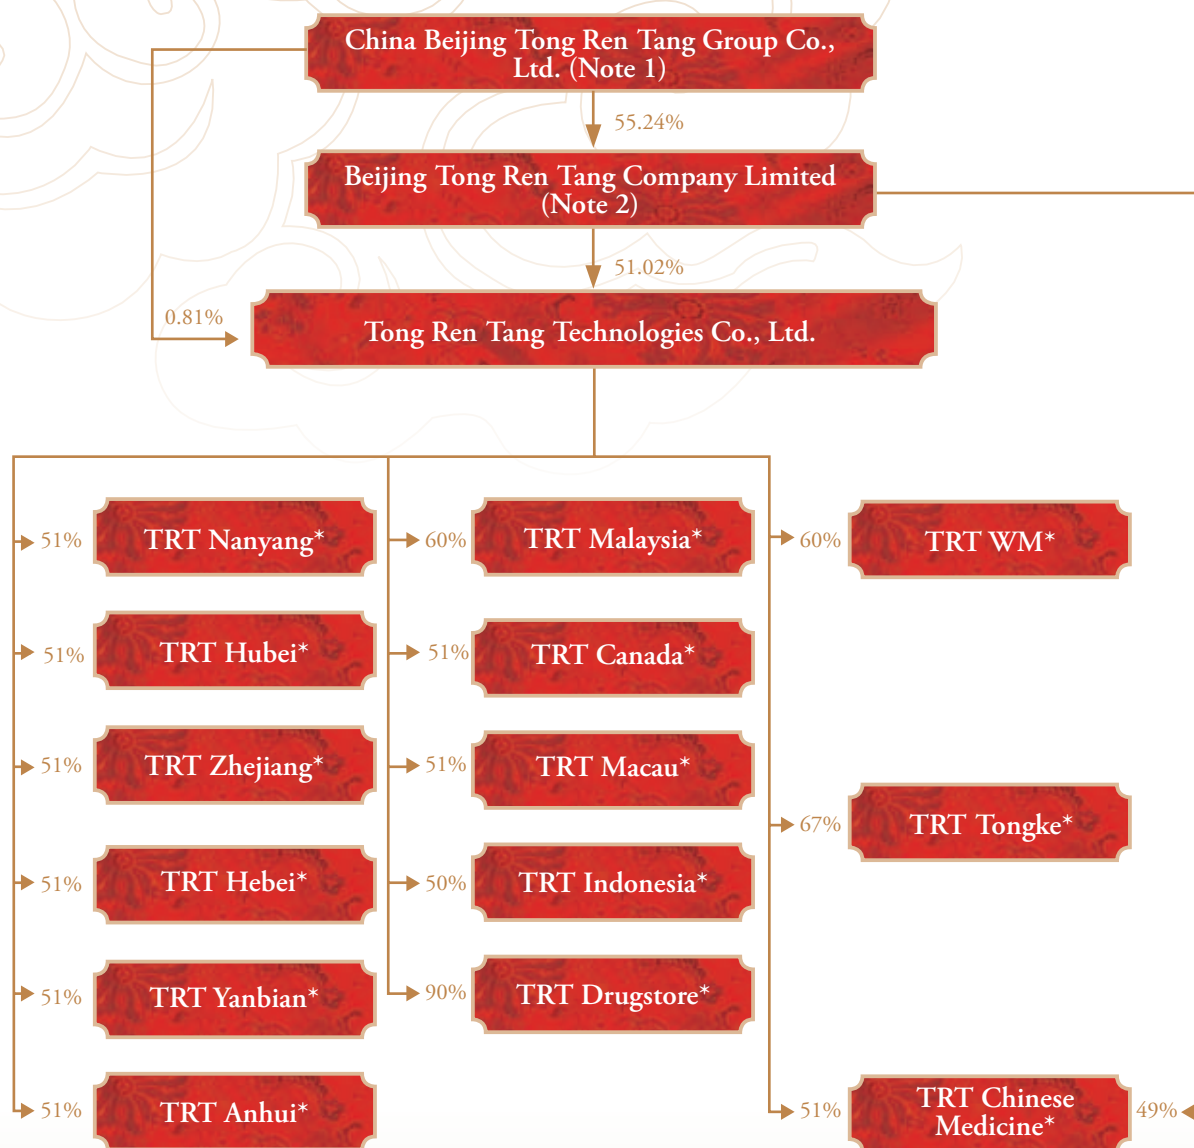 China Beijing Tong Ren Tang Group Co.,
Ltd. (Note 1)
55.24%
Beijing Tong Ren Tang Company Limited
(Note 2)
51.02%
0.81%
Tong Ren Tang Technologies Co., Ltd.
51%
TRT Nanyang*
60%
TRT Malaysia*
60%
TRT WM*
51%
TRT Hubei*
51%
TRT Canada*
51%
TRT Zhejiang*
51%
TRT Macau*
67%
TRT Tongke*
51%
TRT Hebei*
50%
TRT Indonesia*
51%
TRT Yanbian*
90%
TRT Drugstore*
51%
TRT Anhui*
51%
TRT Chinese
Medicine*
49%